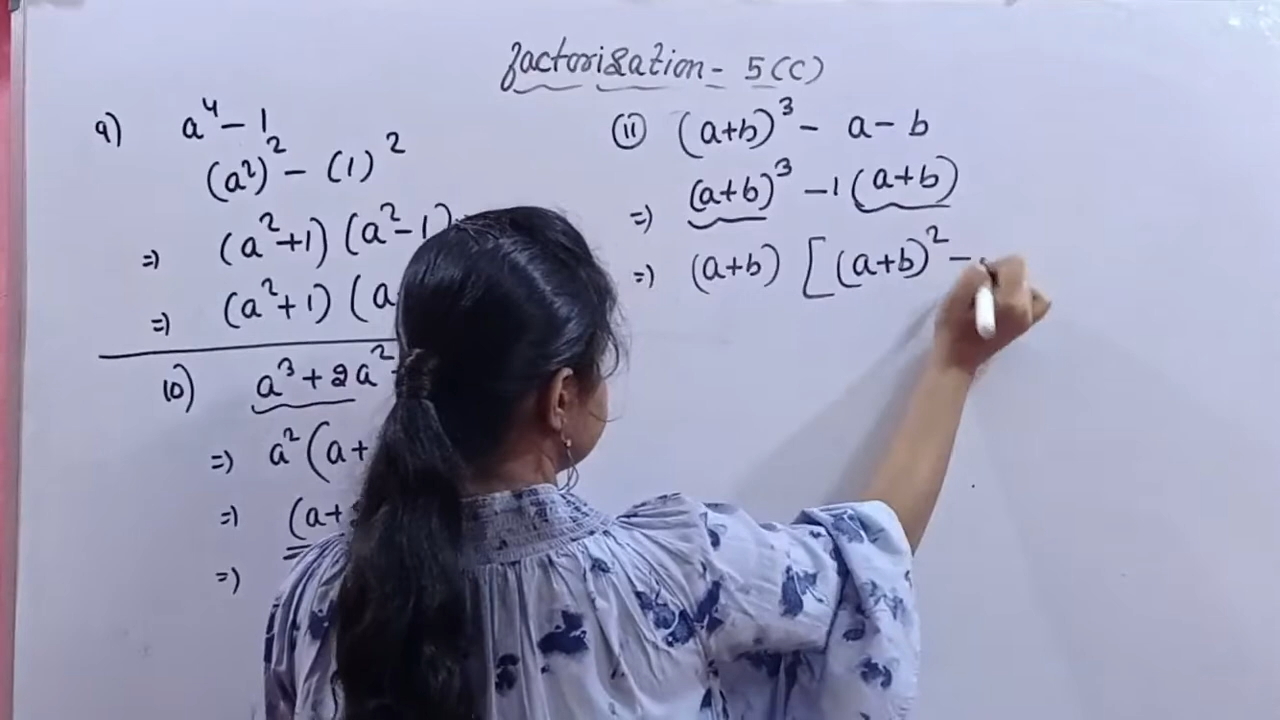 Factorisation - 5(C)
9) a⁴ - 1
(a²)² - (1)²
=) (a²+1) (a²-1)
=) (a²+1) (a
10) a³ + 2a²
=) a² (a+
=) (a+
=)
(11) (a+b)³ - a - b
=) (a+b)³ - 1 (a+b)
=) (a+b) [(a+b)² -